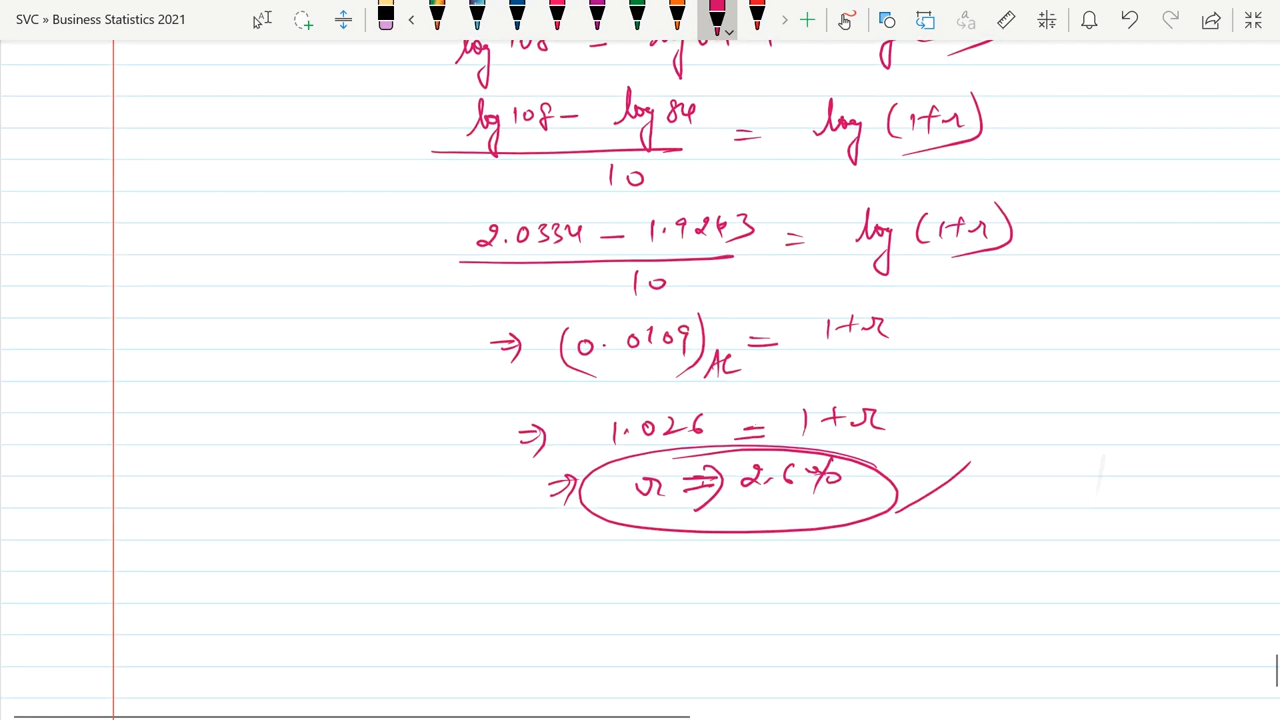 SVC » Business Statistics 2021
log 108 - log 84
= log (1+r)
10
2.0334 - 1.9243
= log (1+r)
10
⇒ (0.0109)AL = 1+r
⇒ 1.026 = 1+r
⇒ r ⇒ 2.6%